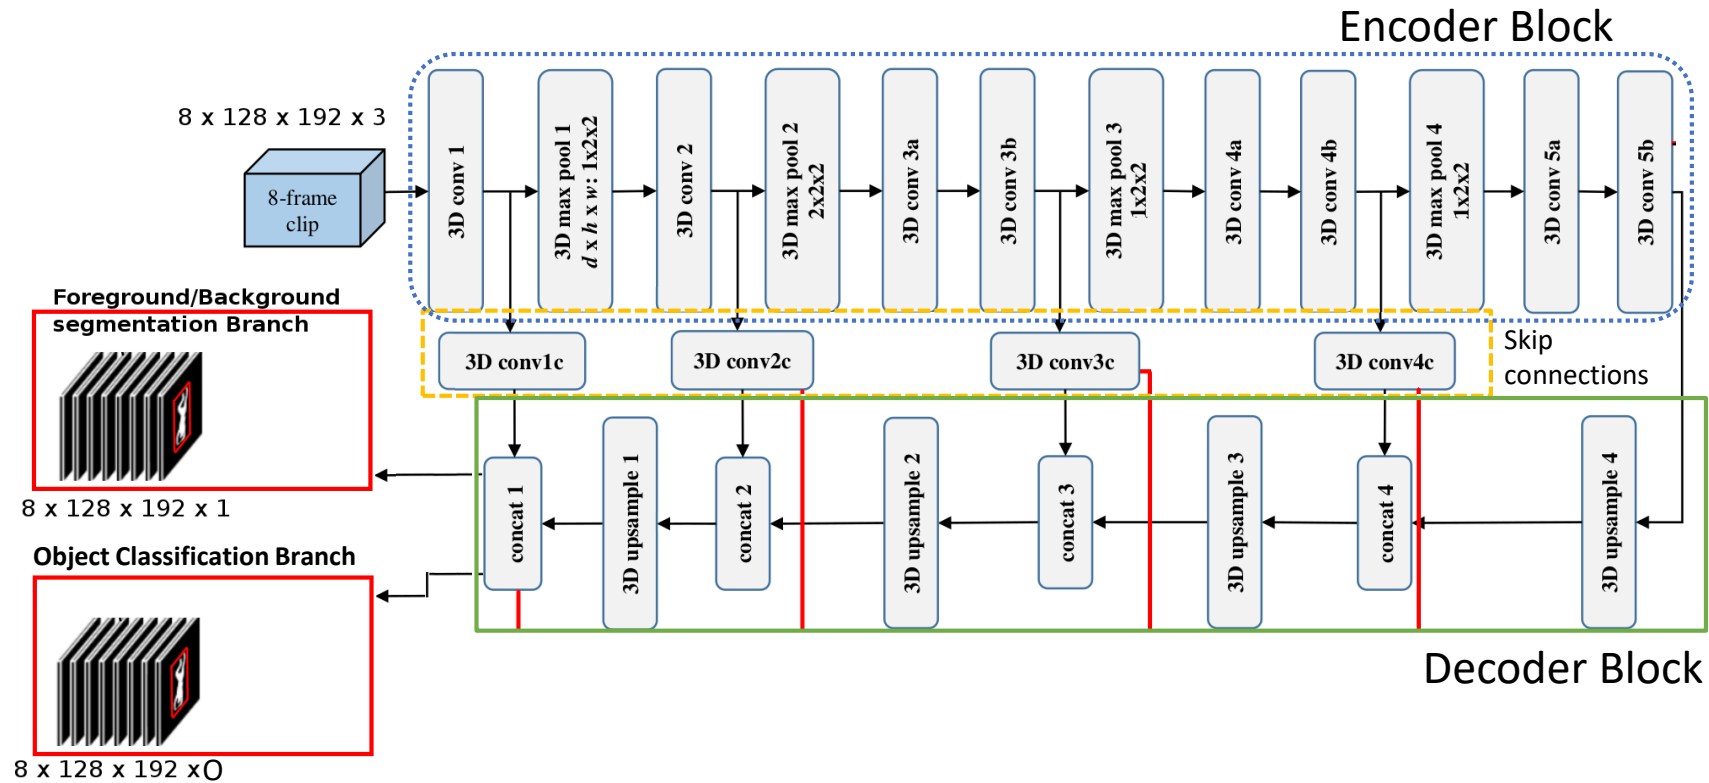 Encoder Block
8 x 128 x 192 x 3
8-frame
clip
3D conv 1
3D max pool 1
d x h x w: 1x2x2
3D conv 2
3D max pool 2
2x2x2
3D conv 3a
3D conv 3b
3D max pool 3
1x2x2
3D conv 4a
3D conv 4b
3D max pool 4
1x2x2
3D conv 5a
3D conv 5b
Foreground/Background
segmentation Branch
3D conv1c
3D conv2c
3D conv3c
3D conv4c
Skip
connections
8 x 128 x 192 x 1
concat 1
3D upsample 1
concat 2
3D upsample 2
concat 3
3D upsample 3
concat 4
3D upsample 4
Object Classification Branch
Decoder Block
8 x 128 x 192 xO